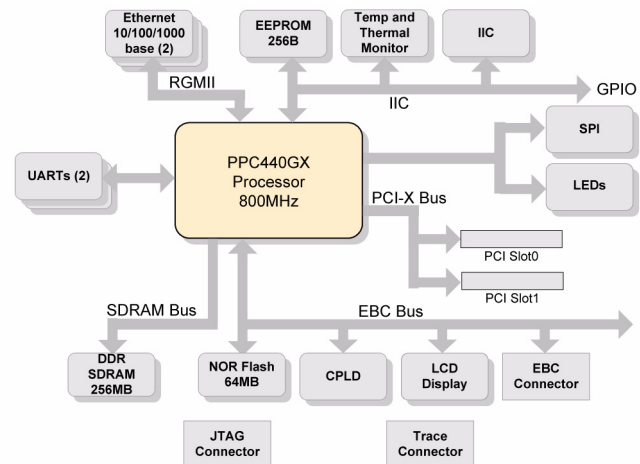 Ethernet
10/100/1000
base (2)
EEPROM
256B
Temp and
Thermal
Monitor
IIC
RGMII
IIC
GPIO
SPI
PPC440GX
Processor
800MHz
UARTs (2)
LEDs
PCI-X Bus
PCI Slot0
PCI Slot1
SDRAM Bus
EBC Bus
DDR
SDRAM
256MB
NOR Flash
64MB
CPLD
LCD
Display
EBC
Connector
JTAG
Connector
Trace
Connector